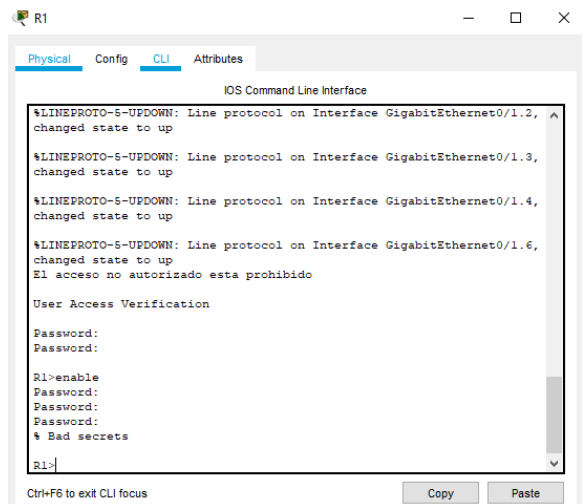 R1
Physical Config CLI Attributes
IOS Command Line Interface
%LINEPROTO-5-UPDOWN: Line protocol on Interface GigabitEthernet0/1.2,
changed state to up
%LINEPROTO-5-UPDOWN: Line protocol on Interface GigabitEthernet0/1.3,
changed state to up
%LINEPROTO-5-UPDOWN: Line protocol on Interface GigabitEthernet0/1.4,
changed state to up
%LINEPROTO-5-UPDOWN: Line protocol on Interface GigabitEthernet0/1.6,
changed state to up
El acceso no autorizado esta prohibido
User Access Verification
Password:
Password:
R1>enable
Password:
Password:
Password:
% Bad secrets
R1>
Ctrl+F6 to exit CLI focus
Copy Paste